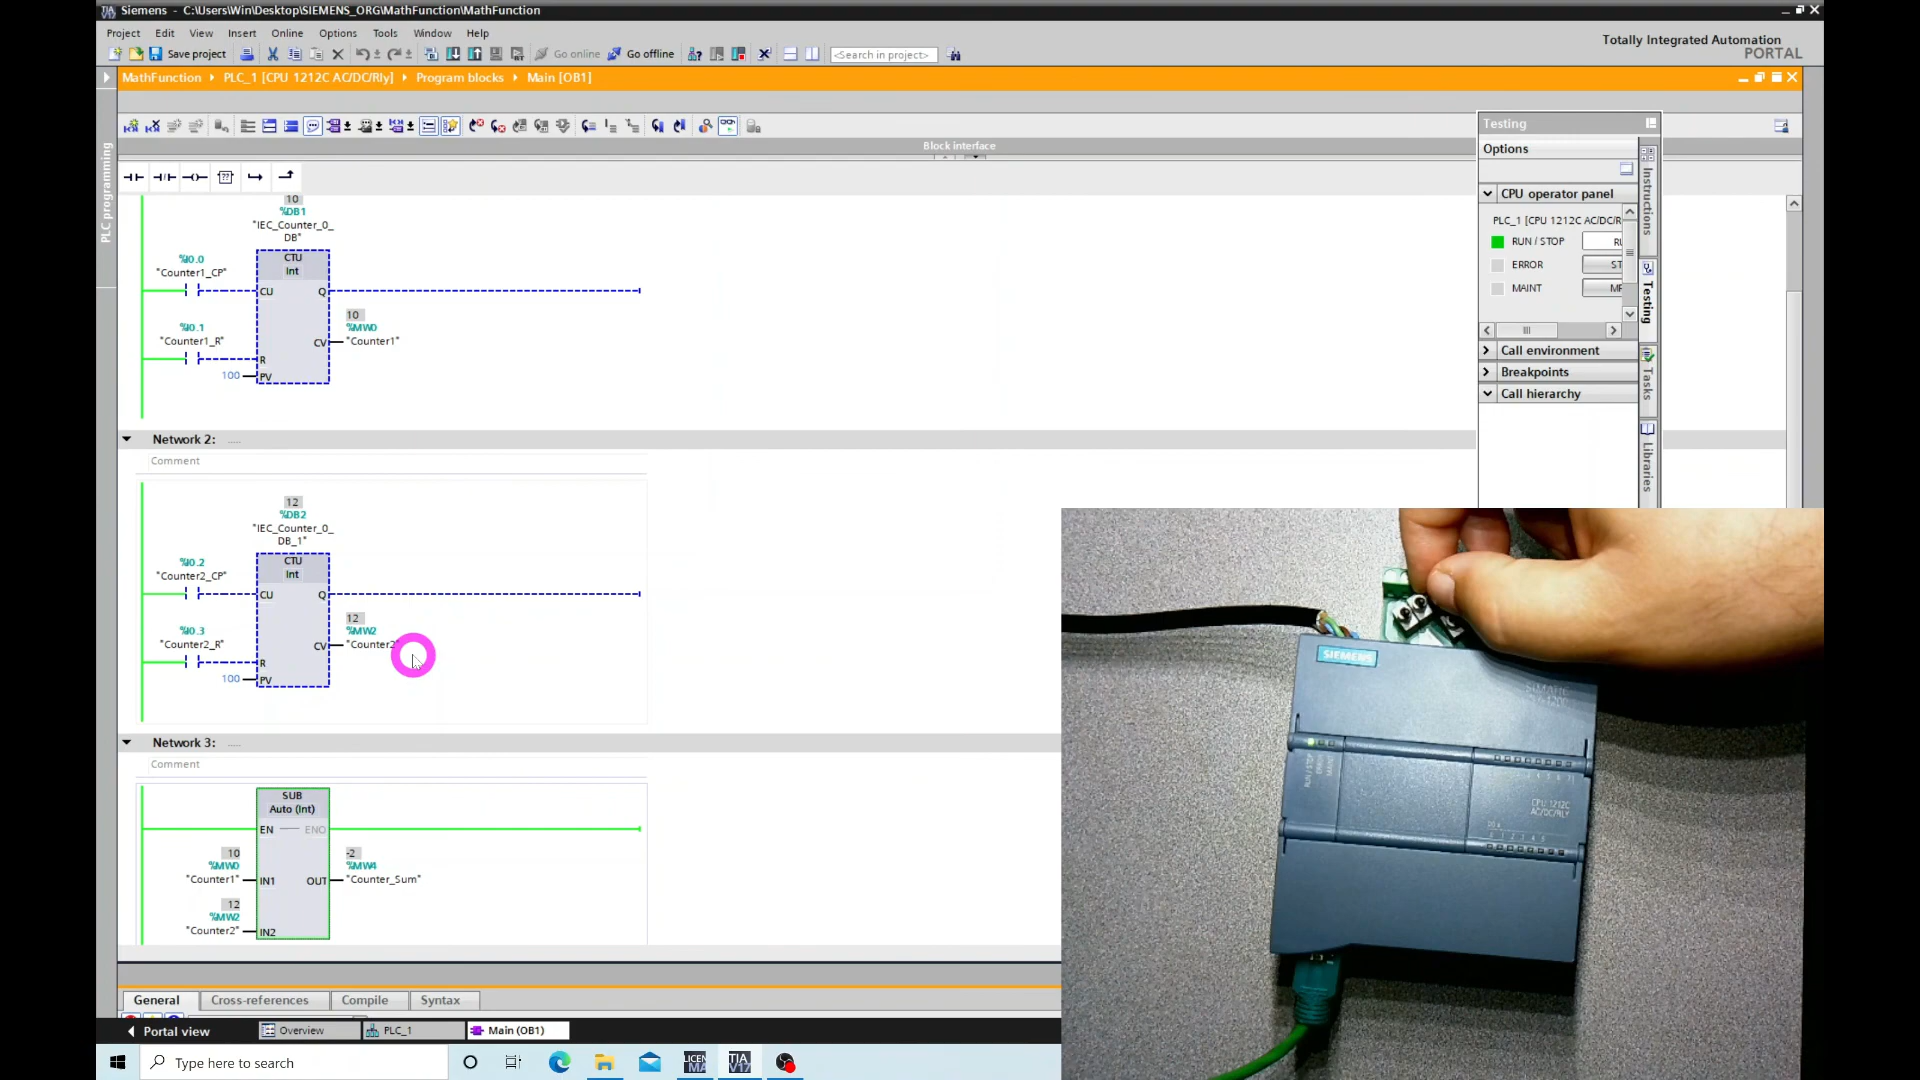 Siemens - C:\Users\Win\Desktop\SIEMENS_ORG\MathFunction\MathFunction
Project Edit View Insert Online Options Tools Window Help
Totally Integrated Automation
PORTAL
Save project
Go online
Go offline
<Search in project>
MathFunction PLC_1 [CPU 1212C AC/DC/Rly] Program blocks Main [OB1]
Block interface
PLC programming
10
%DB1
"IEC_Counter_0_
DB"
CTU
Int
%I0.0
"Counter1_CP"
CU
Q
%I0.1
"Counter1_R"
R
100
PV
10
%MW0
CV
"Counter1"
Network 2: .....
Comment
12
%DB2
"IEC_Counter_0_
DB_1"
CTU
Int
%I0.2
"Counter2_CP"
CU
Q
%I0.3
"Counter2_R"
R
100
PV
12
%MW2
CV
"Counter2"
Network 3: .....
Comment
SUB
Auto (Int)
EN
ENO
10
%MW0
"Counter1"
IN1
12
%MW2
"Counter2"
IN2
-2
%MW4
OUT
"Counter_Sum"
Testing
Options
CPU operator panel
PLC_1 [CPU 1212C AC/DC/R
RUN / STOP
RU
ERROR
ST
MAINT
MR
Call environment
Breakpoints
Call hierarchy
Instructions
Testing
Tasks
Libraries
SIEMENS
CPU 1212C
AC/DC/RLY
General Cross-references Compile Syntax
Portal view Overview PLC_1 Main (OB1)
Type here to search
TIA
V17